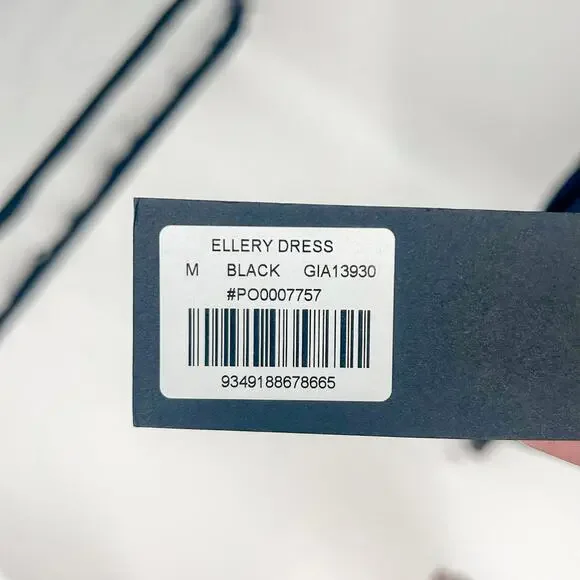 ELLERY DRESS
M BLACK GIA13930
#PO0007757
9349188678665